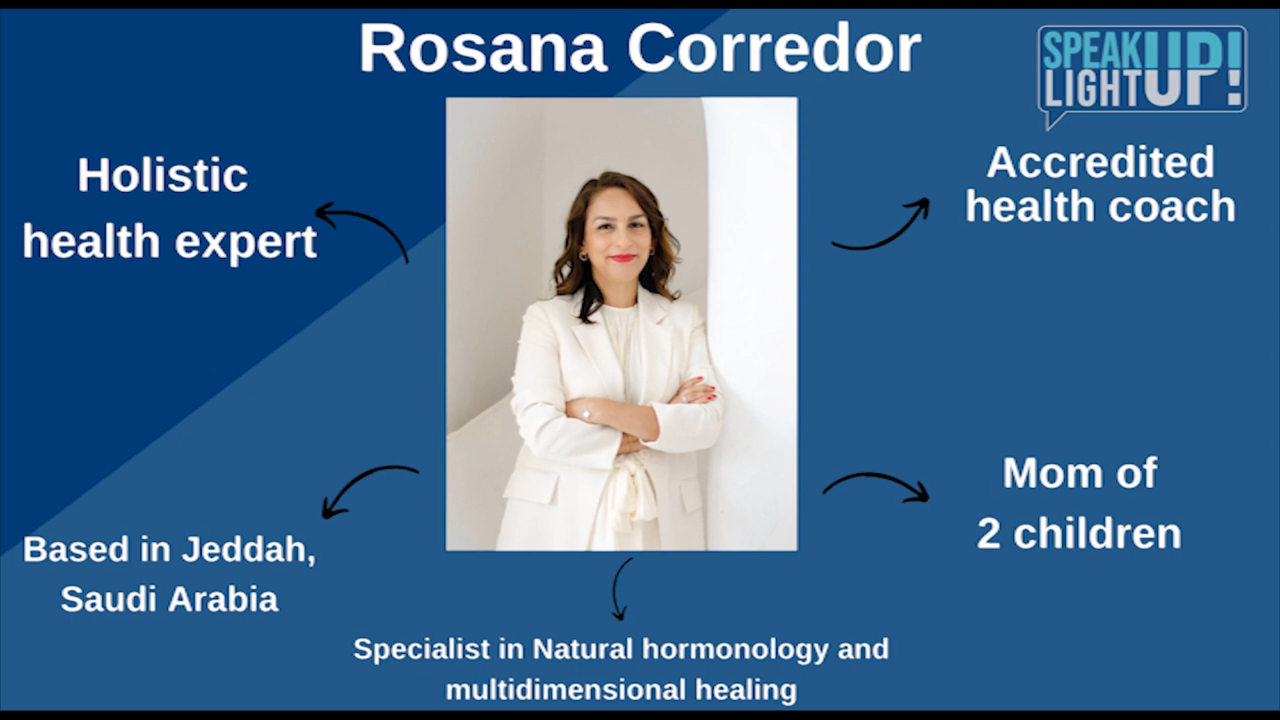 Rosana Corredor
SPEAK
LIGHT UP!
Holistic
health expert
Accredited
health coach
Based in Jeddah,
Saudi Arabia
Mom of
2 children
Specialist in Natural hormonology and
multidimensional healing